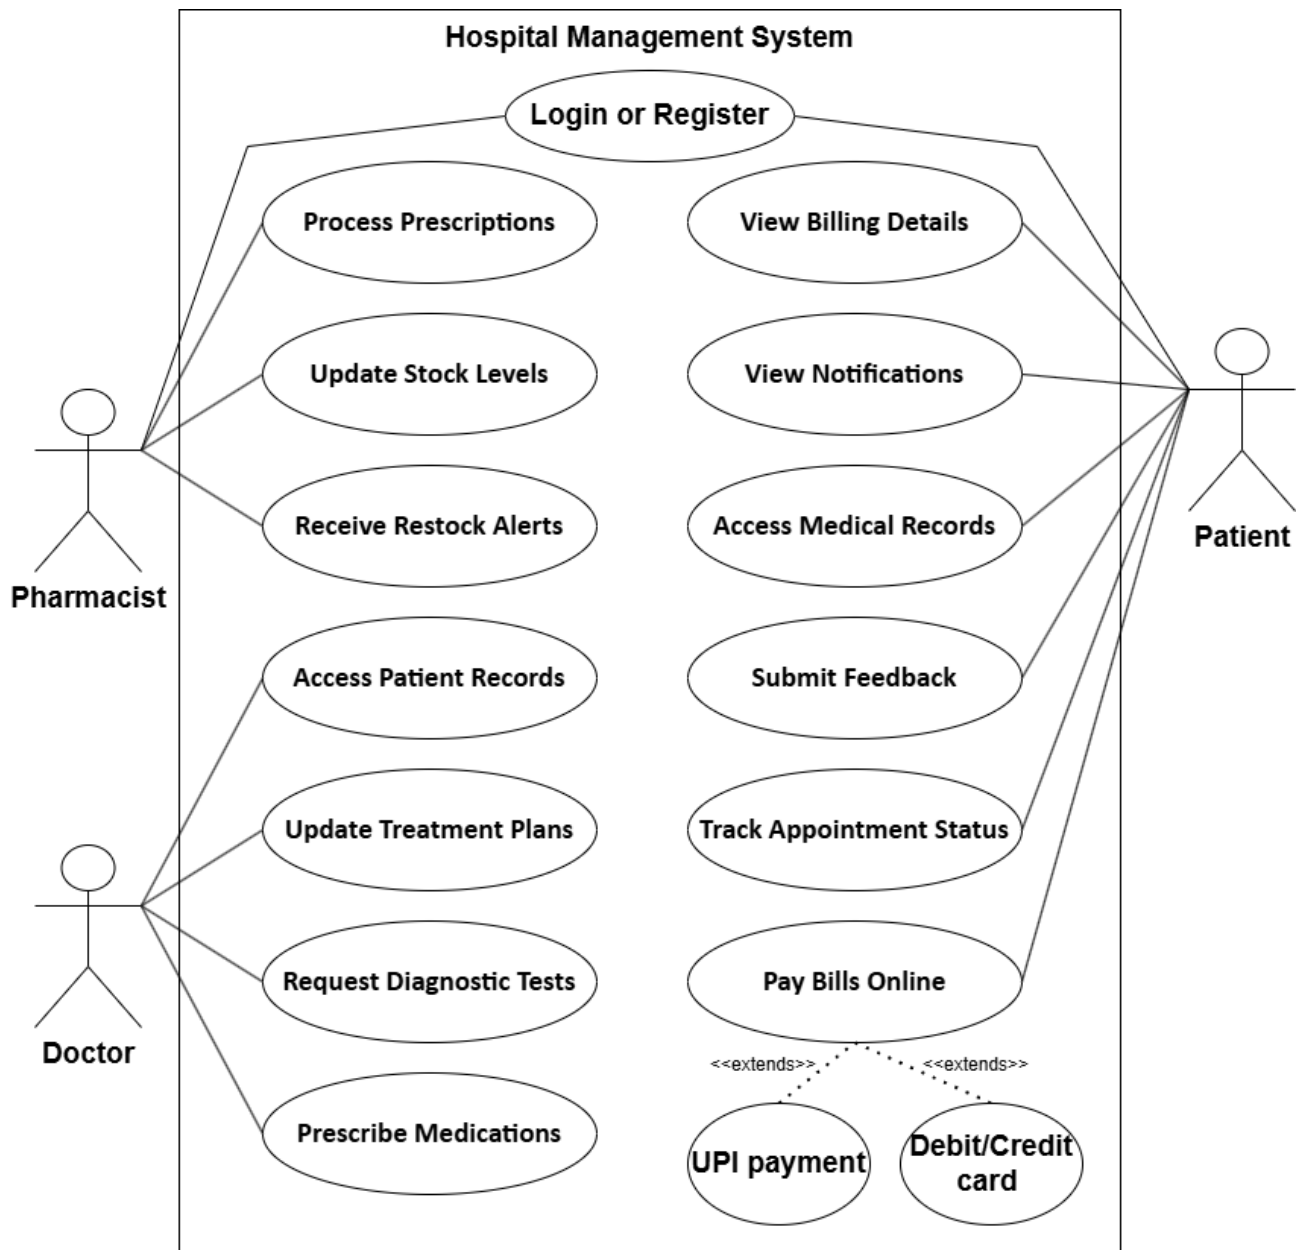 Hospital Management System
Login or Register
Process Prescriptions
View Billing Details
Update Stock Levels
View Notifications
Receive Restock Alerts
Access Medical Records
Patient
Pharmacist
Access Patient Records
Submit Feedback
Update Treatment Plans
Track Appointment Status
Request Diagnostic Tests
Pay Bills Online
Doctor
<<extends>>
<<extends>>
Prescribe Medications
UPI payment
Debit/Credit
card